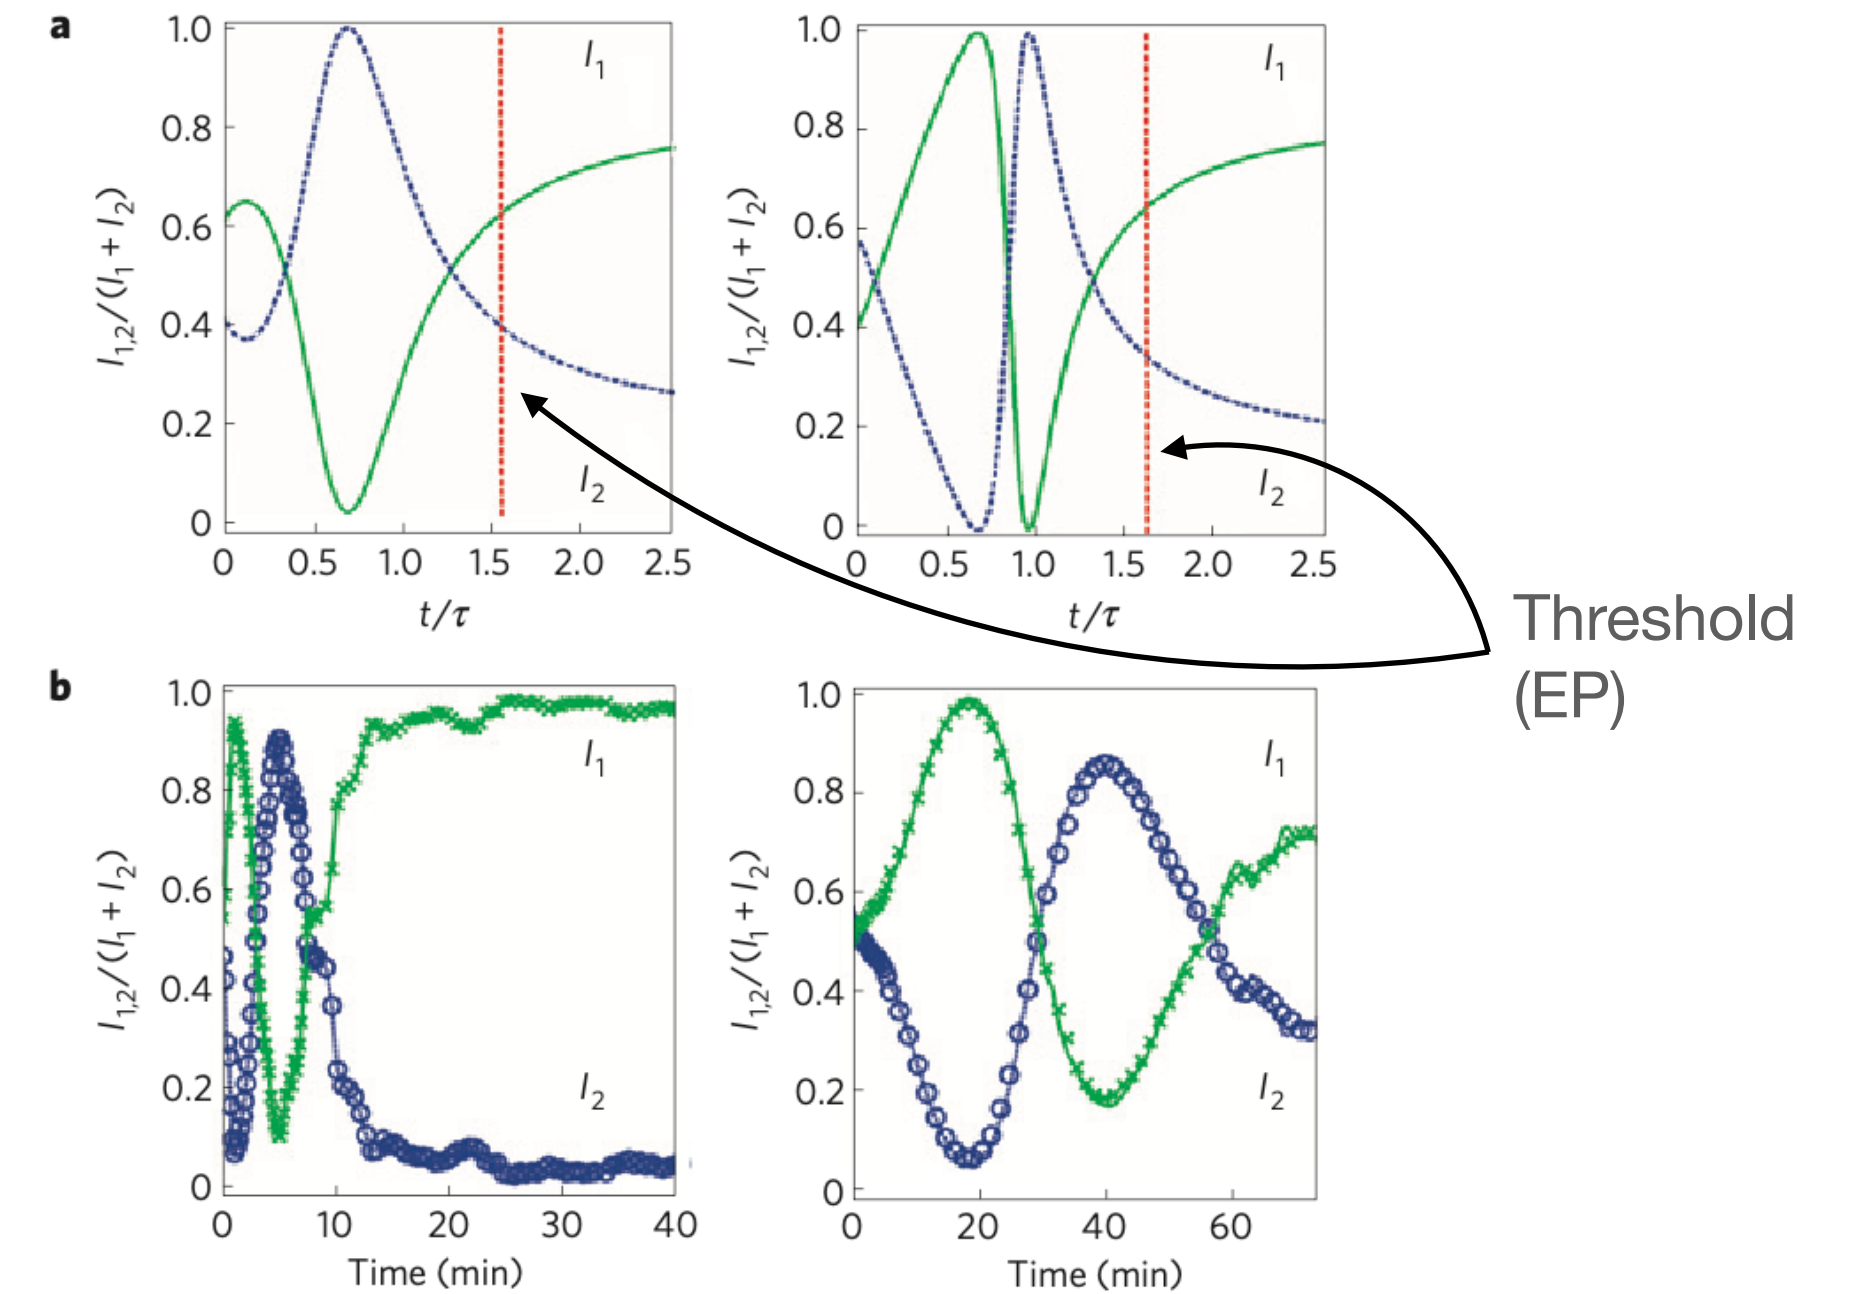 a
1.0
0.8
0.6
0.4
0.2
0
I1,2/(I1 + I2)
I1
I2
0 0.5 1.0 1.5 2.0 2.5
t/τ
1.0
0.8
0.6
0.4
0.2
0
I1,2/(I1 + I2)
I1
I2
0 0.5 1.0 1.5 2.0 2.5
t/τ
Threshold
(EP)
b
1.0
0.8
0.6
0.4
0.2
0
I1,2/(I1 + I2)
I1
I2
0 10 20 30 40
Time (min)
1.0
0.8
0.6
0.4
0.2
0
I1,2/(I1 + I2)
I1
I2
0 20 40 60
Time (min)